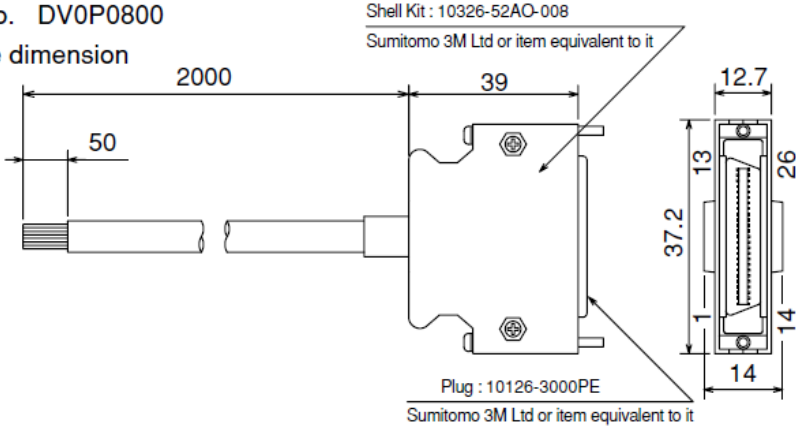 o. DV0P0800
Shell Kit : 10326-52AO-008
Sumitomo 3M Ltd or item equivalent to it
dimension
2000
39
12.7
50
13
26
37.2
1
14
14
Plug : 10126-3000PE
Sumitomo 3M Ltd or item equivalent to it